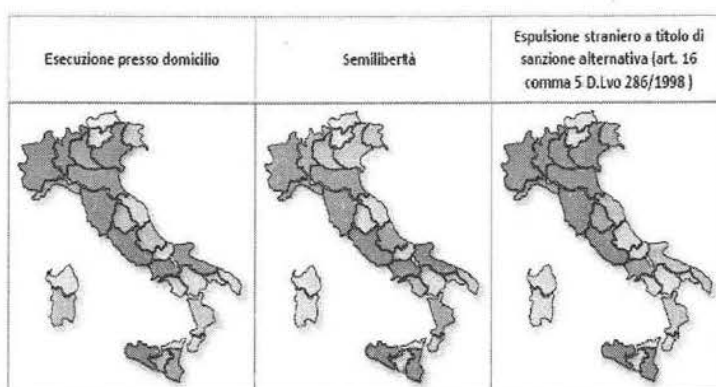 Esecuzione presso domicilio
Semilibertà
Espulsione straniero a titolo di
sanzione alternativa (art. 16
comma 5 D.Lvo 286/1998 )